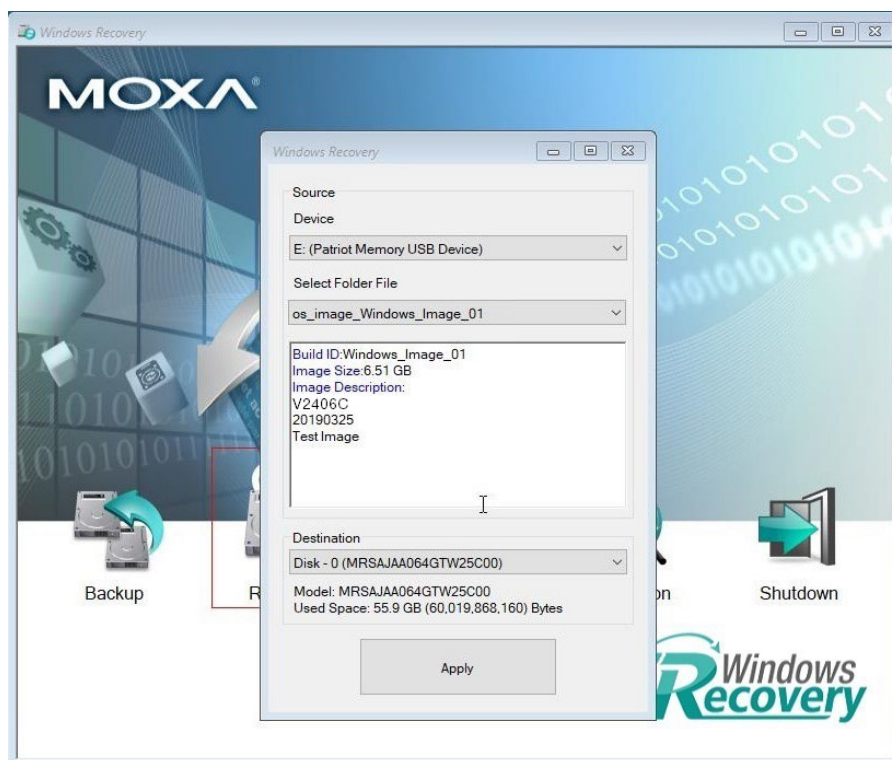 Windows Recovery
MOXA®
Windows Recovery
Source
Device
E: (Patriot Memory USB Device)
Select Folder File
os_image_Windows_Image_01
Build ID:Windows_Image_01
Image Size:6.51 GB
Image Description:
V2406C
20190325
Test Image
Destination
Disk - 0 (MRSAJAA064GTW25C00)
Model: MRSAJAA064GTW25C00
Used Space: 55.9 GB (60,019,868,160) Bytes
Apply
Backup
Shutdown
Windows
Recovery